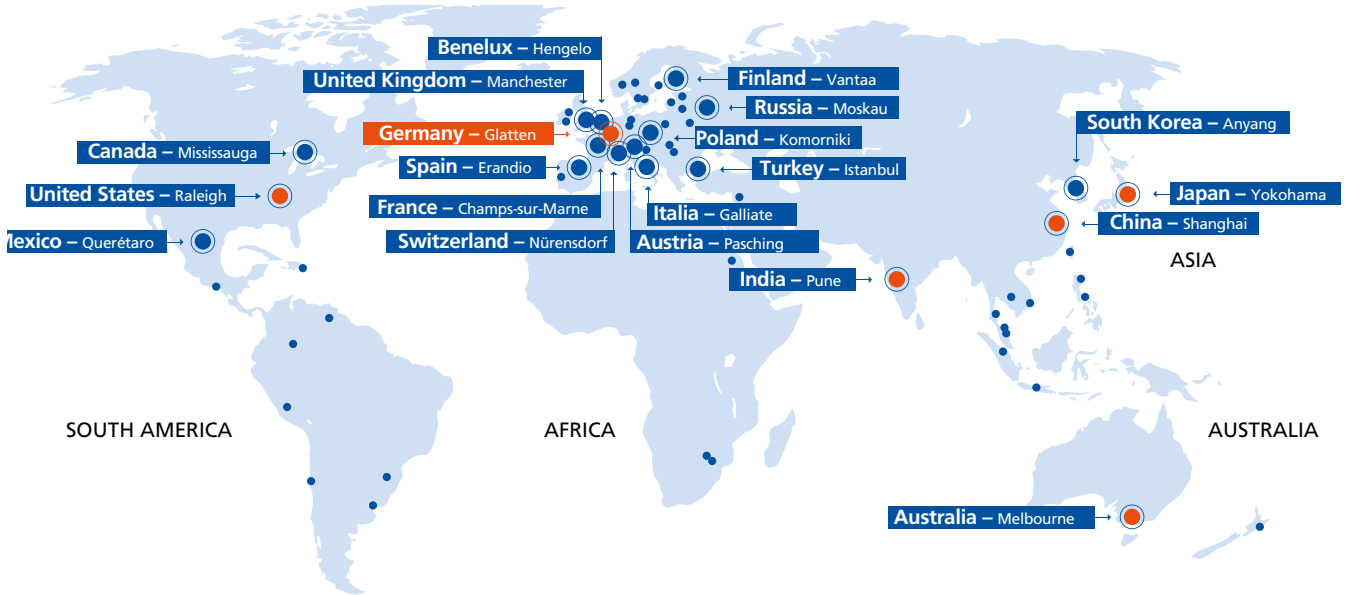 Benelux – Hengelo
United Kingdom – Manchester
Finland – Vantaa
Russia – Moskau
Germany – Glatten
South Korea – Anyang
Poland – Komorniki
Canada – Mississauga
Spain – Erandio
Turkey – Istanbul
United States – Raleigh
Japan – Yokohama
France – Champs-sur-Marne
Italia – Galliate
China – Shanghai
Mexico – Querétaro
Switzerland – Nürensdorf
Austria – Pasching
ASIA
India – Pune
SOUTH AMERICA
AFRICA
AUSTRALIA
Australia – Melbourne